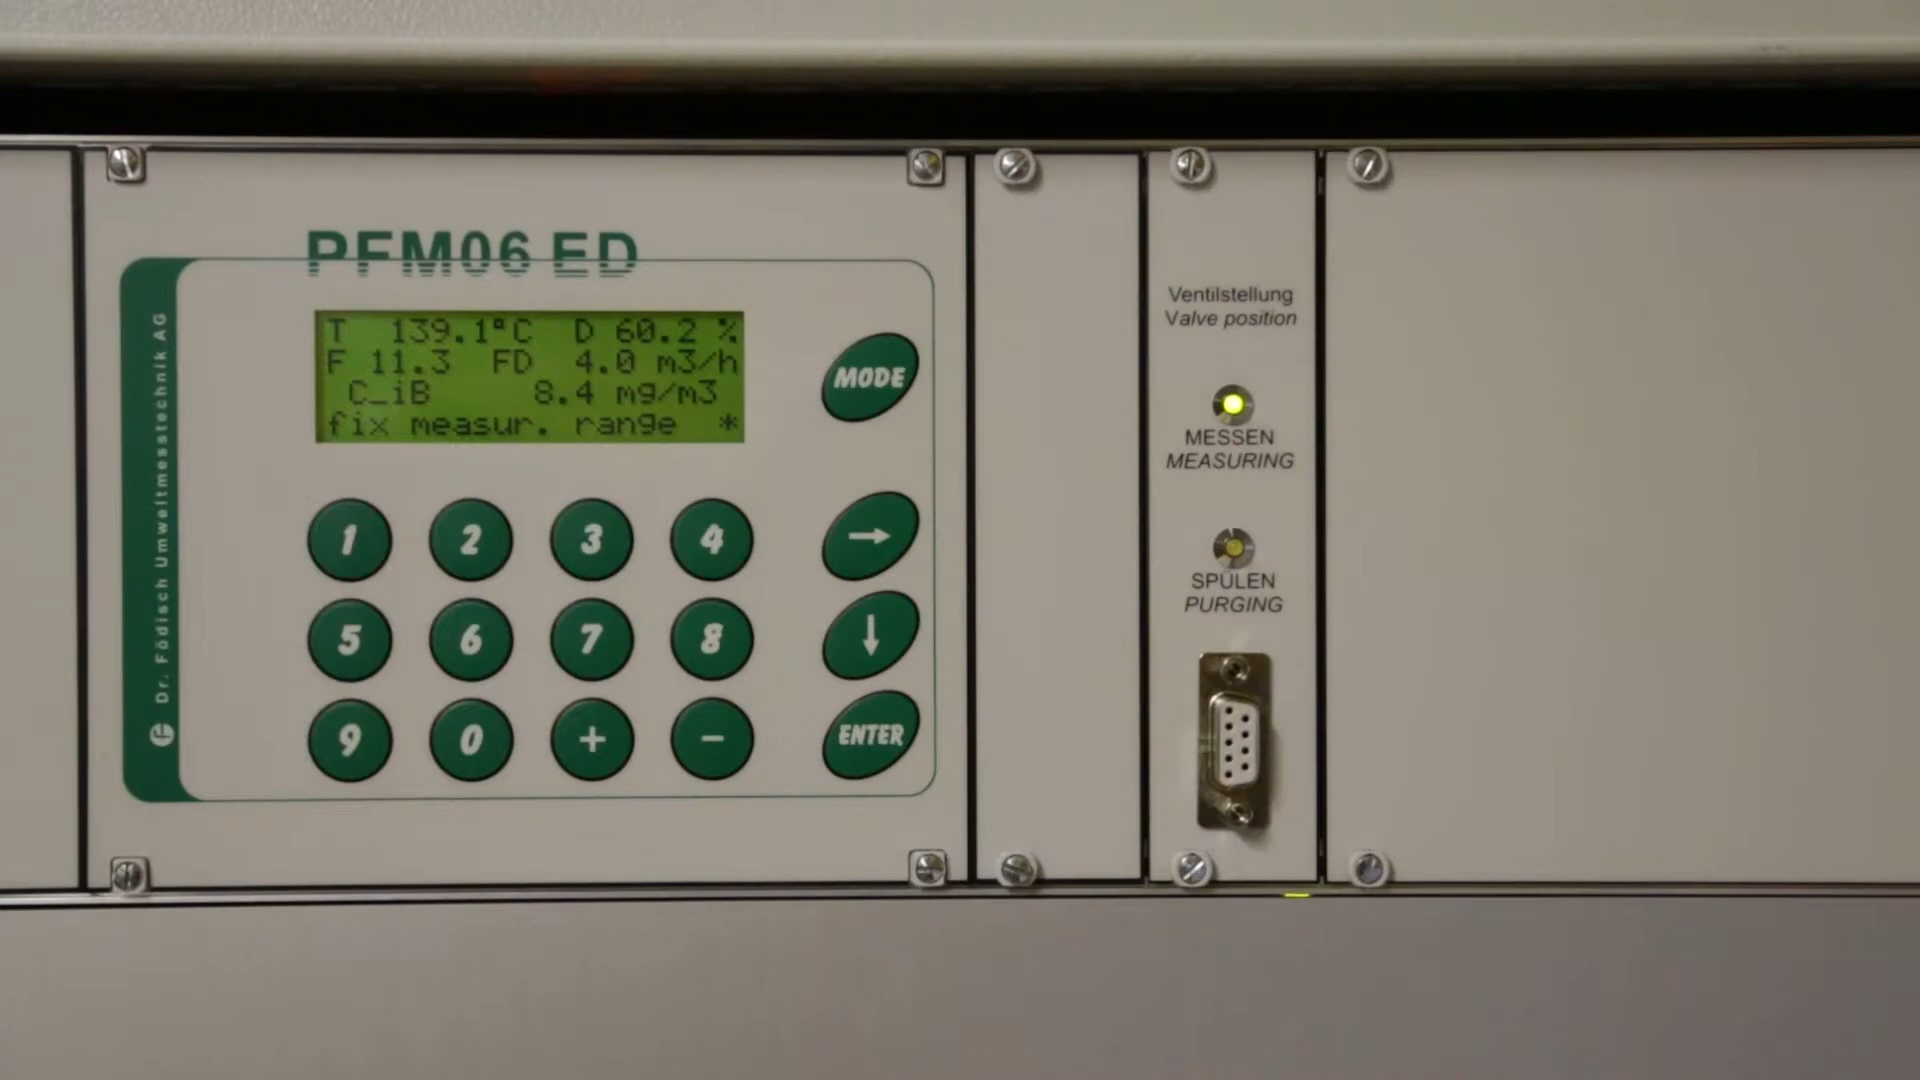 PFM06 ED
Dr. Födisch Umweltmesstechnik AG
T 139.1°C D 60.2 %
F 11.3 FD 4.0 m3/h
C_iB 8.4 mg/m3
fix measur. range *
MODE
1 2 3 4 →
5 6 7 8 ↓
9 0 + - ENTER
Ventilstellung
Valve position
MESSEN
MEASURING
SPÜLEN
PURGING